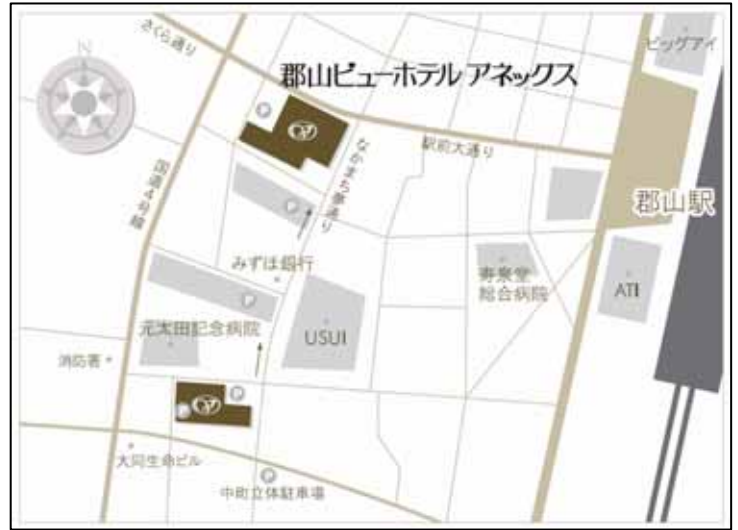 さくら通り
ビッグアイ
N
郡山ビューホテル アネックス
P
駅前大通り
国道4号線
なかまち夢通り
郡山駅
P
みずほ銀行
寿泉堂
総合病院
ATI
P
元太田記念病院
USUI
消防署
P
P
大同生命ビル
P
中町立体駐車場